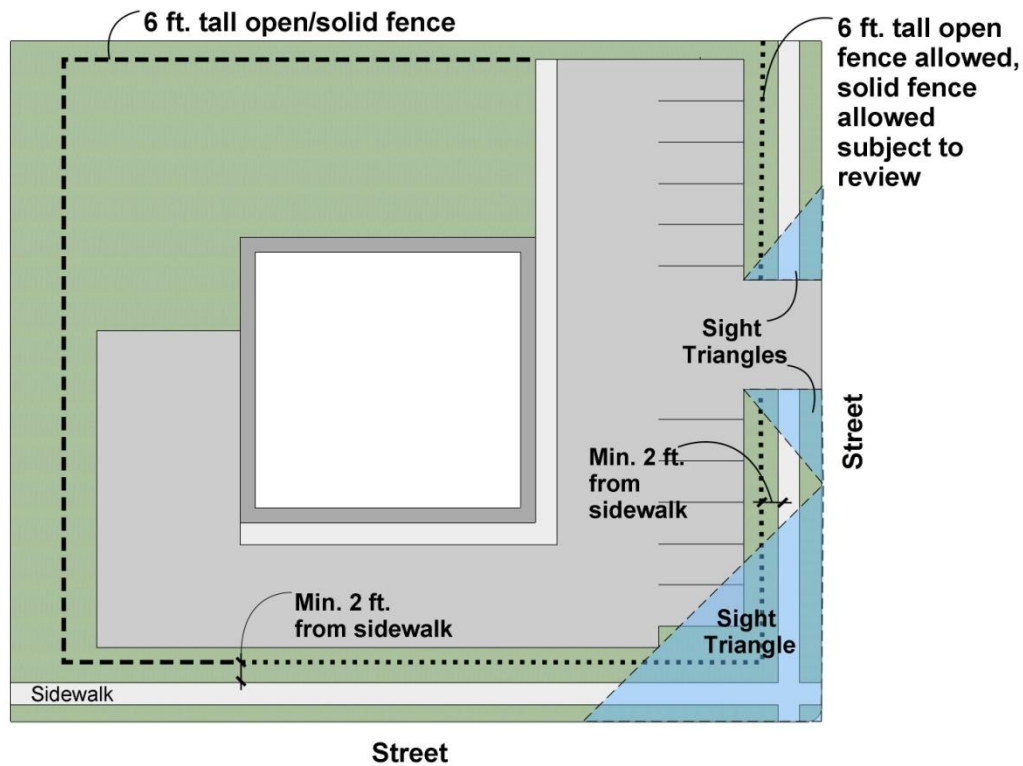 6 ft. tall open/solid fence
6 ft. tall open
fence allowed,
solid fence
allowed
subject to
review
Sight
Triangles
Street
Min. 2 ft.
from
sidewalk
Min. 2 ft.
from sidewalk
Sight
Triangle
Sidewalk
Street